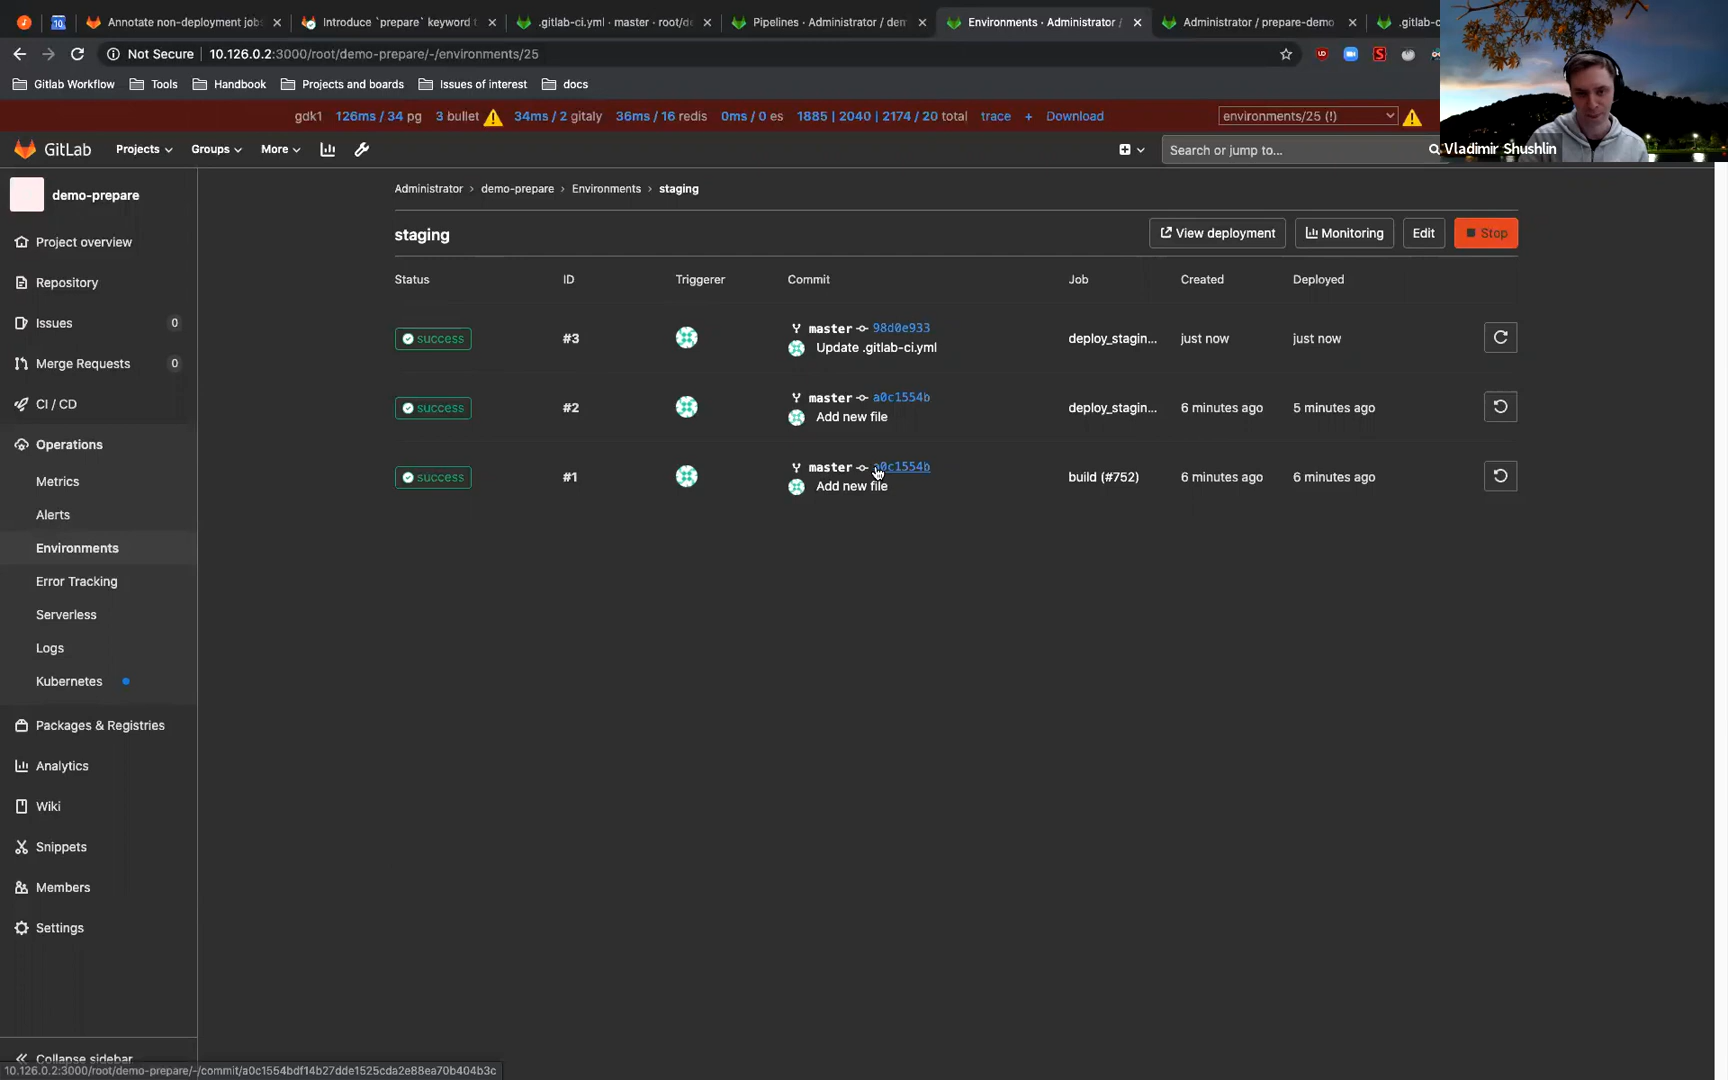 Annotate non-deployment job
Introduce `prepare` keyword t
.gitlab-ci.yml · master · root/de
Pipelines · Administrator / dem
Environments · Administrator /
Administrator / prepare-demo
.gitlab-c
Not Secure 10.126.0.2:3000/root/demo-prepare/-/environments/25
Gitlab Workflow Tools Handbook Projects and boards Issues of interest docs
gdk1 126ms / 34 pg 3 bullet 34ms / 2 gitaly 36ms / 16 redis 0ms / 0 es 1885 | 2040 | 2174 / 20 total trace + Download environments/25 (!)
GitLab Projects Groups More Search or jump to...
Vladimir Shushlin
demo-prepare
Project overview
Repository
Issues 0
Merge Requests 0
CI / CD
Operations
Metrics
Alerts
Environments
Error Tracking
Serverless
Logs
Kubernetes
Packages & Registries
Analytics
Wiki
Snippets
Members
Settings
Collapse sidebar
Administrator > demo-prepare > Environments > staging
staging View deployment Monitoring Edit Stop
Status ID Triggerer Commit Job Created Deployed
success #3 master 98d0e933 deploy_stagin... just now just now
Update .gitlab-ci.yml
success #2 master a0c1554b deploy_stagin... 6 minutes ago 5 minutes ago
Add new file
success #1 master a0c1554b build (#752) 6 minutes ago 6 minutes ago
Add new file
10.126.0.2:3000/root/demo-prepare/-/commit/a0c1554bdf14b27dde1525cda2e88ea70b404b3c